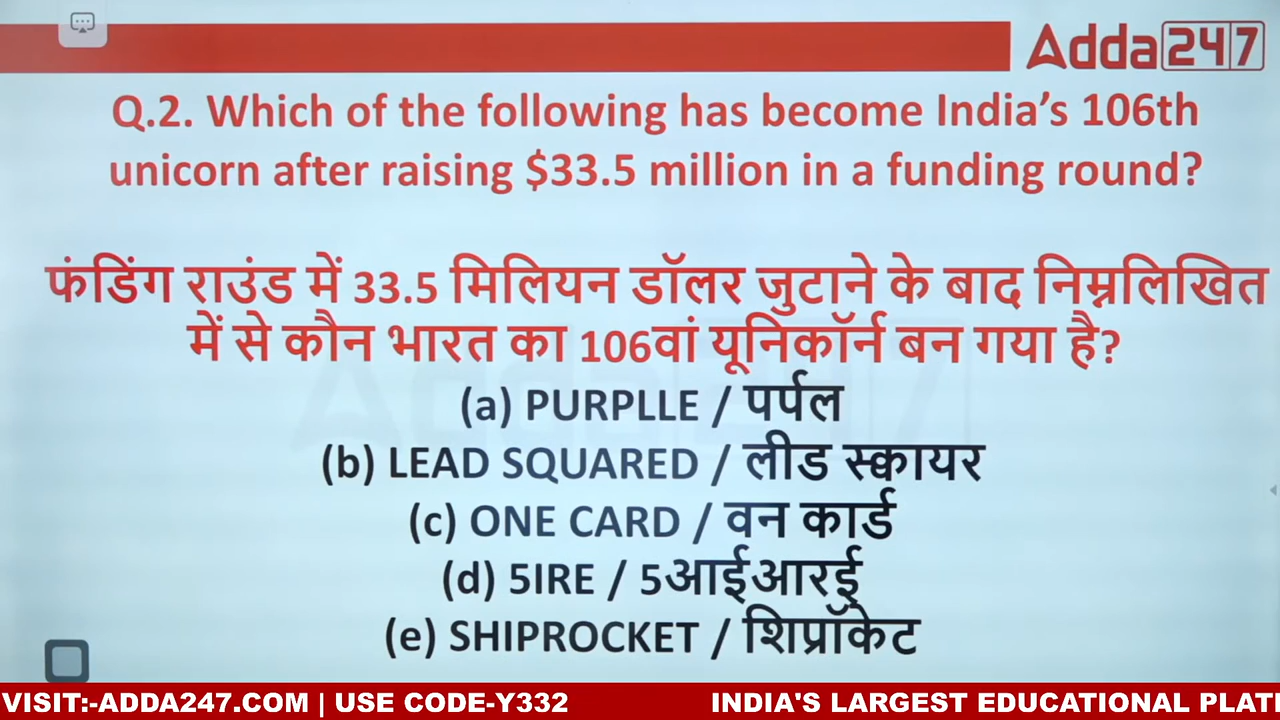 Adda247
Q.2. Which of the following has become India’s 106th
unicorn after raising $33.5 million in a funding round?
फंडिंग राउंड में 33.5 मिलियन डॉलर जुटाने के बाद निम्नलिखित
में से कौन भारत का 106वां यूनिकॉर्न बन गया है?
(a) PURPLLE / पर्पल
(b) LEAD SQUARED / लीड स्क्वायर
(c) ONE CARD / वन कार्ड
(d) 5IRE / 5आईआरई
(e) SHIPROCKET / शिप्रॉकेट
VISIT:-ADDA247.COM | USE CODE-Y332 INDIA'S LARGEST EDUCATIONAL PLAT